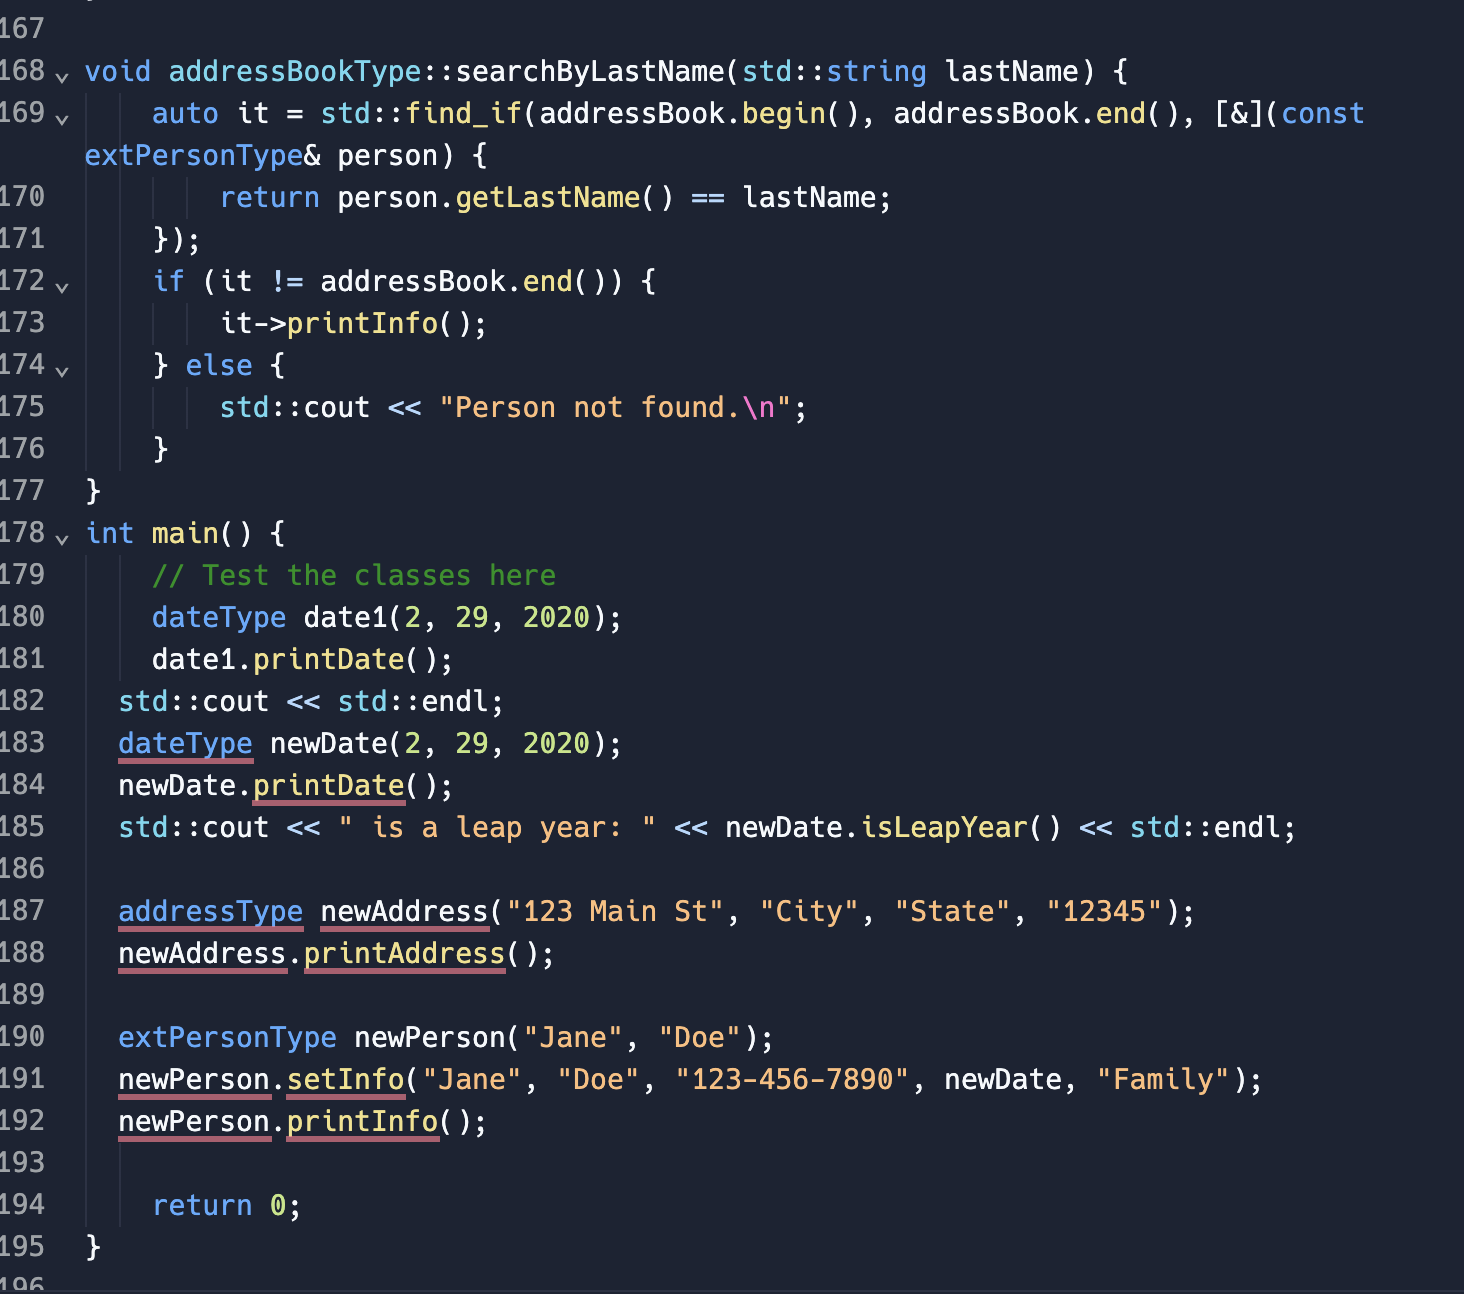 167
168 void addressBookType::searchByLastName(std::string lastName) {
169 auto it = std::find_if(addressBook.begin(), addressBook.end(), [&](const
extPersonType& person) {
170 return person.getLastName() == lastName;
171 });
172 if (it != addressBook.end()) {
173 it->printInfo();
174 } else {
175 std::cout << "Person not found.\n";
176 }
177 }
178 int main() {
179 // Test the classes here
180 dateType date1(2, 29, 2020);
181 date1.printDate();
182 std::cout << std::endl;
183 dateType newDate(2, 29, 2020);
184 newDate.printDate();
185 std::cout << " is a leap year: " << newDate.isLeapYear() << std::endl;
186
187 addressType newAddress("123 Main St", "City", "State", "12345");
188 newAddress.printAddress();
189
190 extPersonType newPerson("Jane", "Doe");
191 newPerson.setInfo("Jane", "Doe", "123-456-7890", newDate, "Family");
192 newPerson.printInfo();
193
194 return 0;
195 }
196